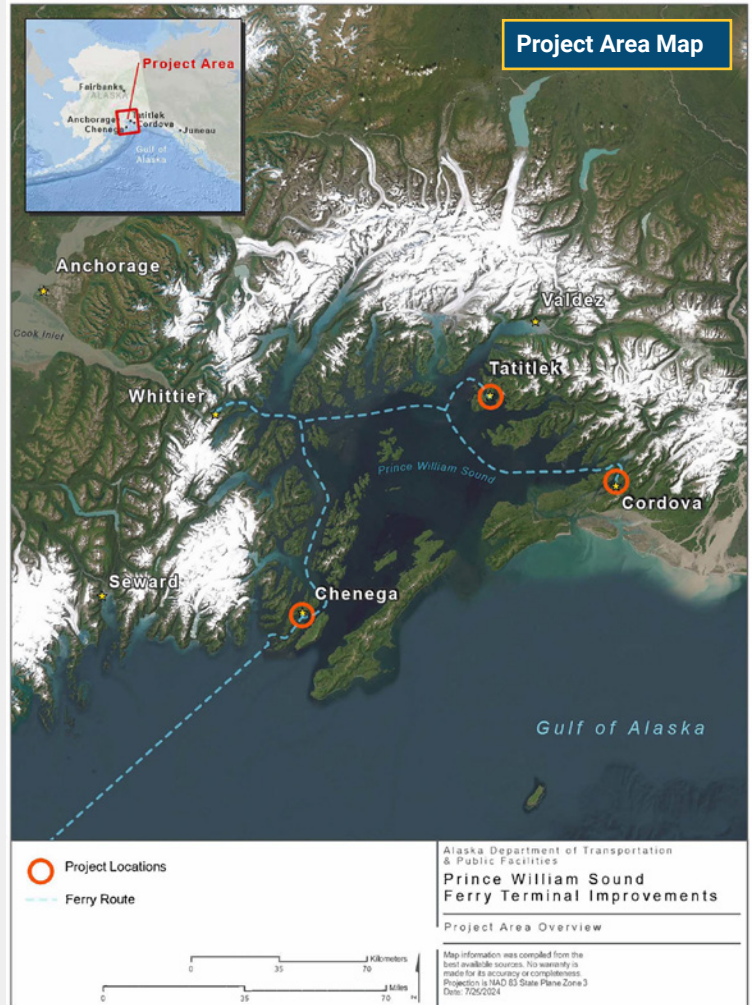 Project Area Map
Project Area
Fairbanks
ALASKA
Anchorage
Tatitlek
Chenega
Cordova
Juneau
Gulf of
Alaska
Anchorage
Cook Inlet
Valdez
Tatitlek
Whittier
Prince William Sound
Cordova
Seward
Chenega
Gulf of Alaska
Project Locations
Ferry Route
Kilometers
0 35 70
Miles
0 35 70
Alaska Department of Transportation
& Public Facilities
Prince William Sound
Ferry Terminal Improvements
Project Area Overview
Map information was compiled from the
best available sources. No warranty is
made for its accuracy or completeness.
Projection is NAD 83 State Plane Zone 3
Date: 7/25/2024